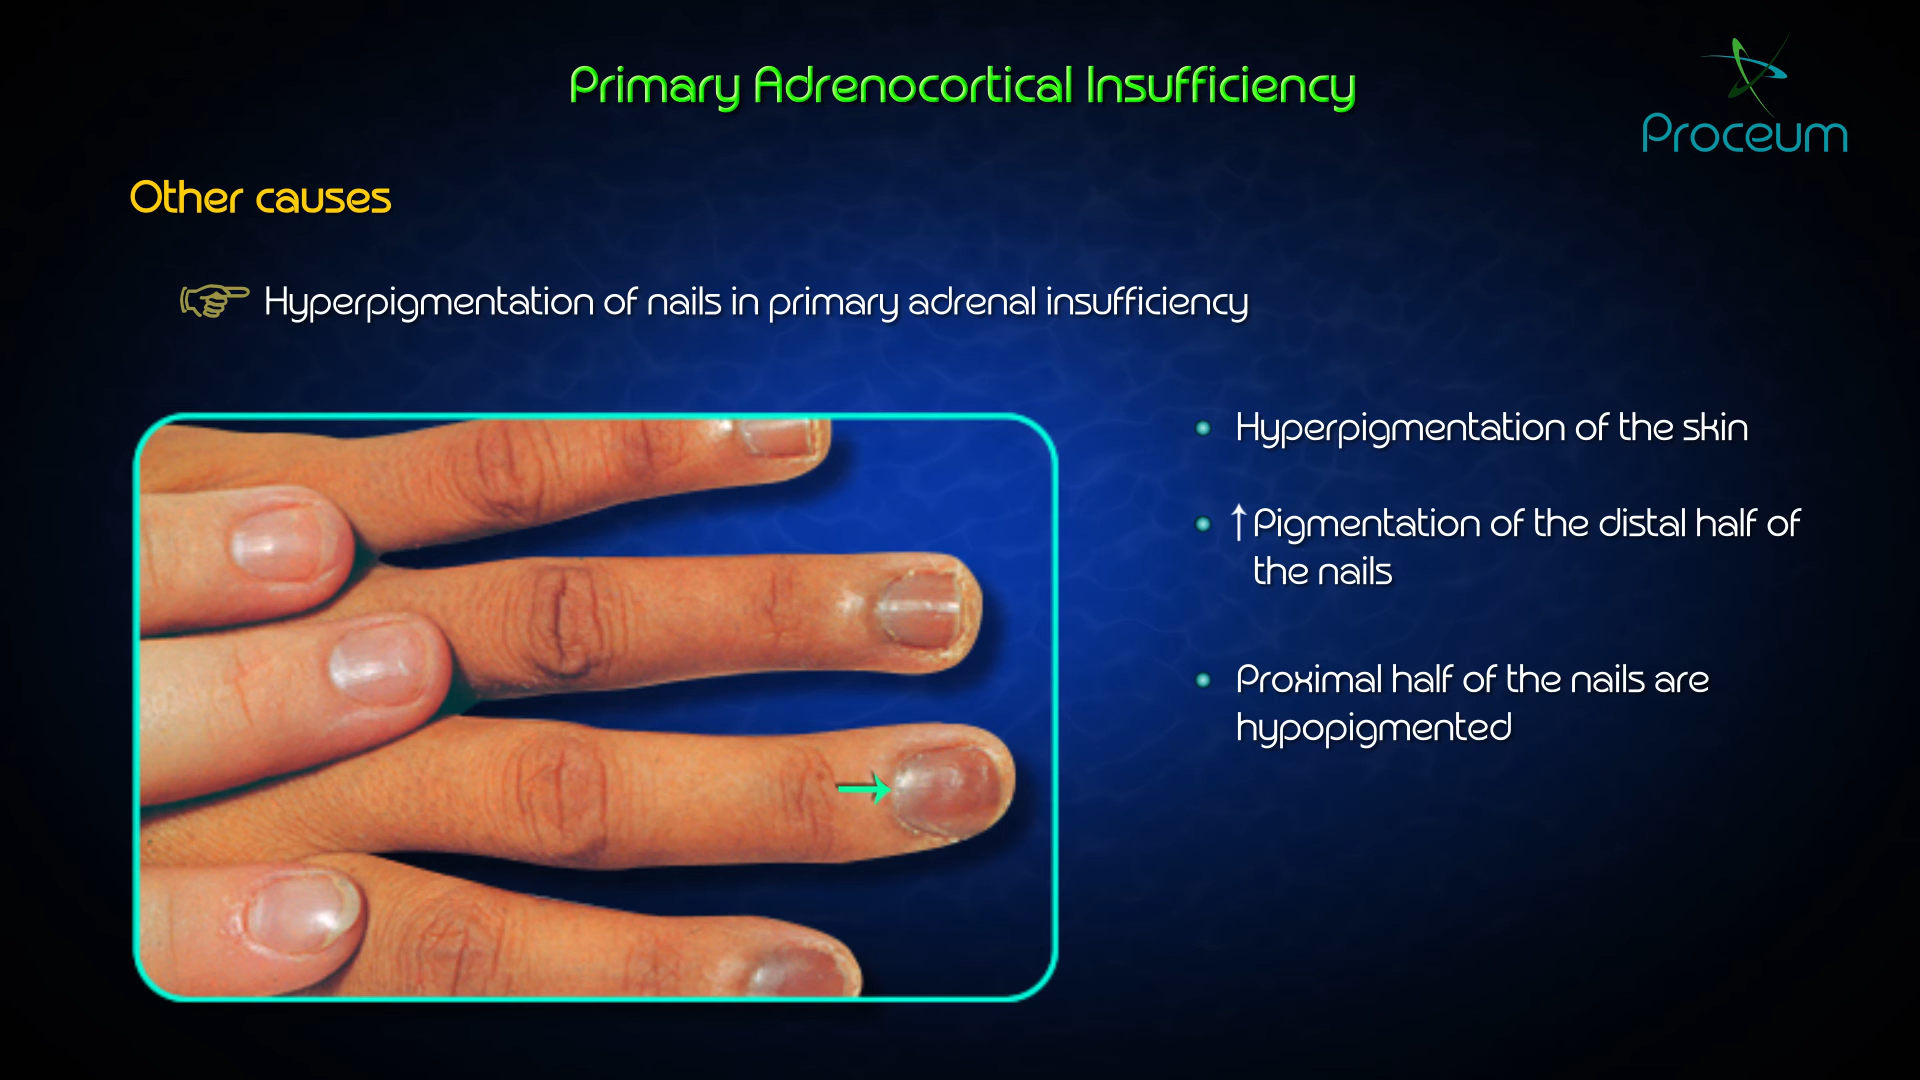 Primary Adrenocortical Insufficiency
Proceum
Other causes
Hyperpigmentation of nails in primary adrenal insufficiency
Hyperpigmentation of the skin
↑ Pigmentation of the distal half of
the nails
Proximal half of the nails are
hypopigmented